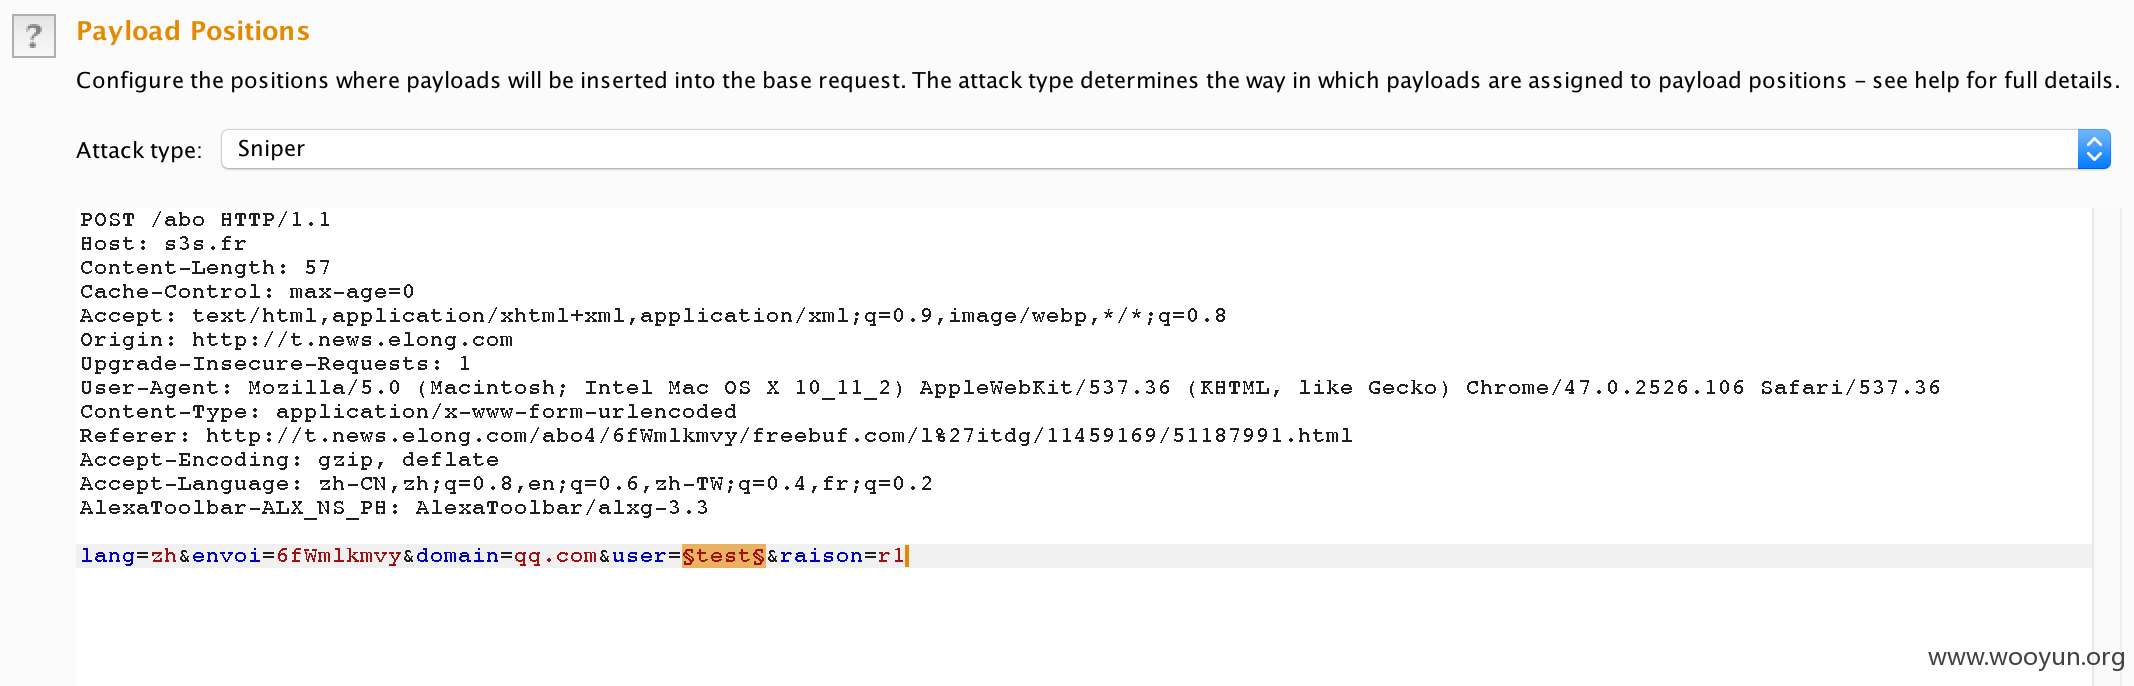 ?
Payload Positions
Configure the positions where payloads will be inserted into the base request. The attack type determines the way in which payloads are assigned to payload positions – see help for full details.
Attack type: Sniper
POST /abo HTTP/1.1
Host: s3s.fr
Content-Length: 57
Cache-Control: max-age=0
Accept: text/html,application/xhtml+xml,application/xml;q=0.9,image/webp,*/*;q=0.8
Origin: http://t.news.elong.com
Upgrade-Insecure-Requests: 1
User-Agent: Mozilla/5.0 (Macintosh; Intel Mac OS X 10_11_2) AppleWebKit/537.36 (KHTML, like Gecko) Chrome/47.0.2526.106 Safari/537.36
Content-Type: application/x-www-form-urlencoded
Referer: http://t.news.elong.com/abo4/6fWmlkmvy/freebuf.com/l%27itdg/11459169/51187991.html
Accept-Encoding: gzip, deflate
Accept-Language: zh-CN,zh;q=0.8,en;q=0.6,zh-TW;q=0.4,fr;q=0.2
AlexaToolbar-ALX_NS_PH: AlexaToolbar/alxg-3.3
lang=zh&envoi=6fWmlkmvy&domain=qq.com&user=§test§&raison=r1
www.wooyun.org